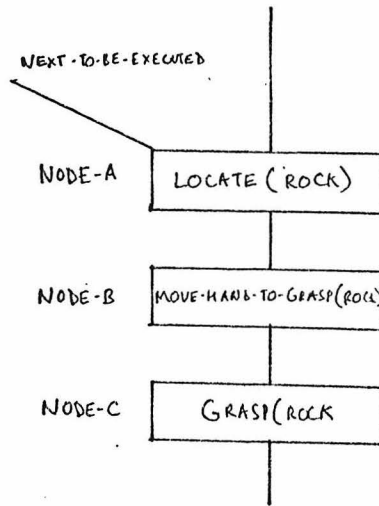 NEXT-TO-BE-EXECUTED
NODE-A
LOCATE (ROCK)
NODE-B
MOVE-HAND-TO-GRASP(ROCK)
NODE-C
GRASP(ROCK